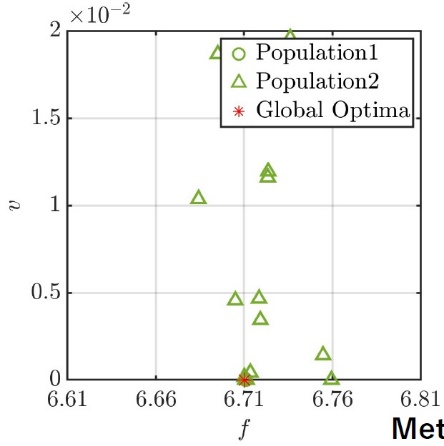 ×10⁻²
2
Population1
Population2
Global Optima
1.5
1
v
0.5
0
6.61 6.66 6.71 6.76 6.81
f
Met